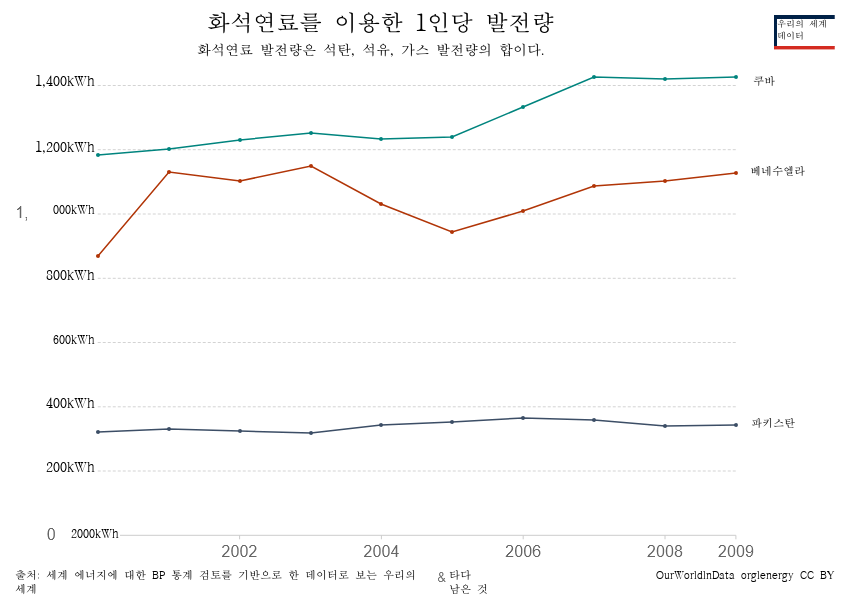 화석연료를 이용한 1인당 발전량
화석연료 발전량은 석탄, 석유, 가스 발전량의 합이다.
우리의 세계
데이터
1,400kWh
쿠바
1,200kWh
베네수엘라
1, 000kWh
800kWh
600kWh
400kWh
파키스탄
200kWh
0 2000kWh
2002 2004 2006 2008 2009
출처: 세계 에너지에 대한 BP 통계 검토를 기반으로 한 데이터로 보는 우리의
세계
& 타다
남은 것
OurWorldinData orglenergy CC BY